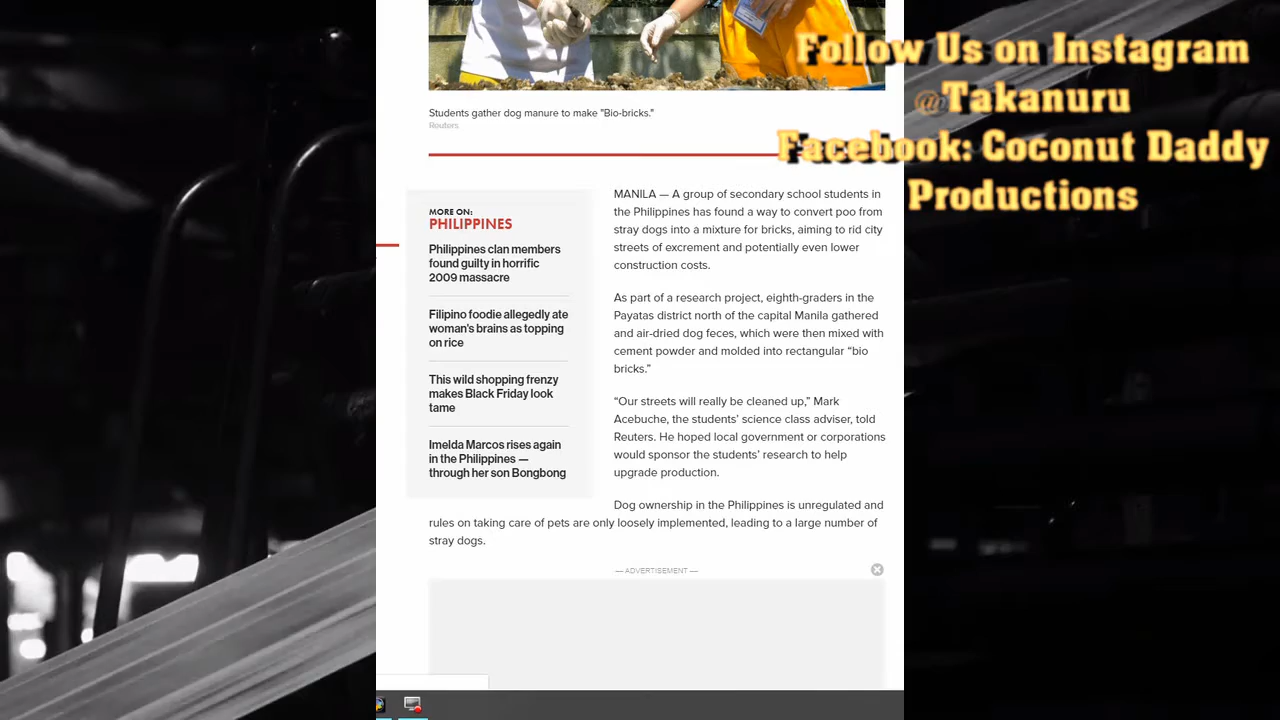 Follow Us on Instagram
@Takanuru
Facebook: Coconut Daddy
Productions
Students gather dog manure to make "Bio-bricks."
Reuters
MORE ON:
PHILIPPINES
Philippines clan members
found guilty in horrific
2009 massacre
Filipino foodie allegedly ate
woman's brains as topping
on rice
This wild shopping frenzy
makes Black Friday look
tame
Imelda Marcos rises again
in the Philippines —
through her son Bongbong
MANILA — A group of secondary school students in
the Philippines has found a way to convert poo from
stray dogs into a mixture for bricks, aiming to rid city
streets of excrement and potentially even lower
construction costs.
As part of a research project, eighth-graders in the
Payatas district north of the capital Manila gathered
and air-dried dog feces, which were then mixed with
cement powder and molded into rectangular “bio
bricks.”
“Our streets will really be cleaned up,” Mark
Acebuche, the students’ science class adviser, told
Reuters. He hoped local government or corporations
would sponsor the students’ research to help
upgrade production.
Dog ownership in the Philippines is unregulated and
rules on taking care of pets are only loosely implemented, leading to a large number of
stray dogs.
— ADVERTISEMENT —